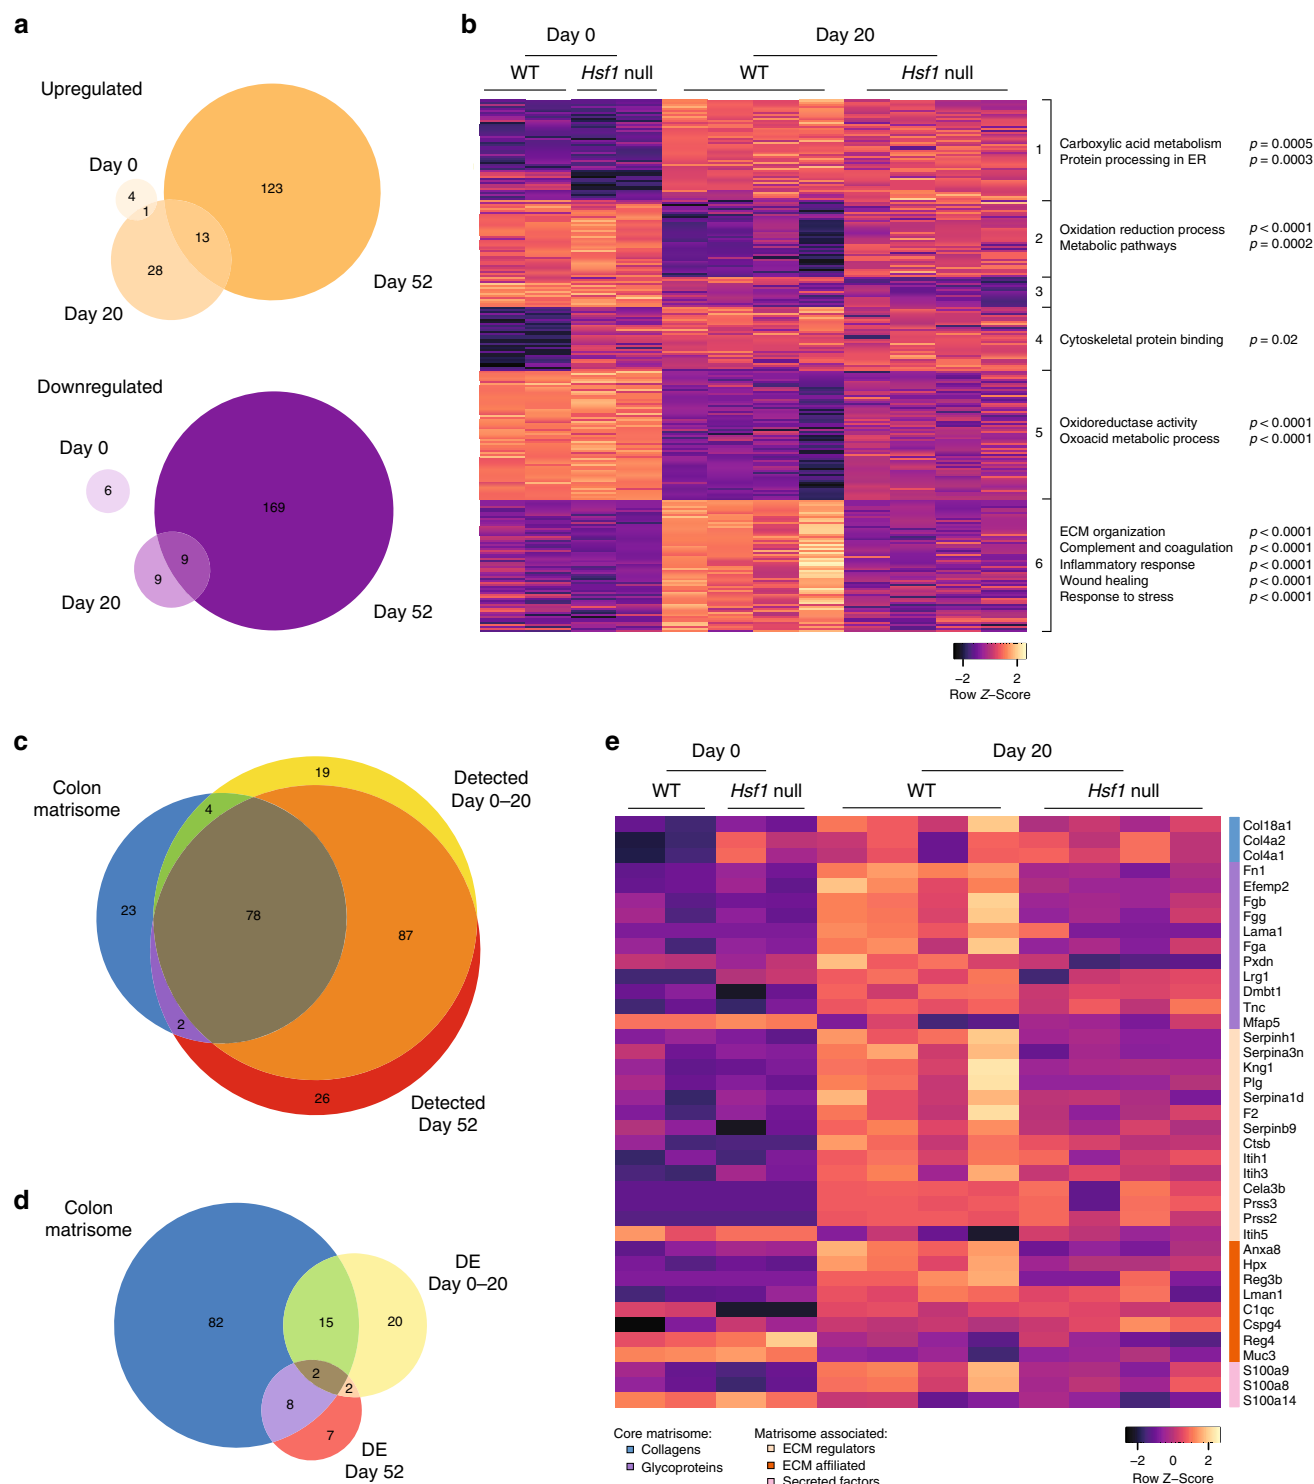 a
Upregulated
Day 0
4
1
123
13
28
Day 52
Day 20
Downregulated
Day 0
6
169
9
9
Day 20
Day 52
b
Day 0
Day 20
WT
Hsf1 null
WT
Hsf1 null
1
Carboxylic acid metabolism p = 0.0005
Protein processing in ER p = 0.0003
2
Oxidation reduction process p < 0.0001
Metabolic pathways p = 0.0002
3
4
Cytoskeletal protein binding p = 0.02
5
Oxidoreductase activity p < 0.0001
Oxoacid metabolic process p < 0.0001
6
ECM organization p < 0.0001
Complement and coagulation p < 0.0001
Inflammatory response p < 0.0001
Wound healing p < 0.0001
Response to stress p < 0.0001
−2 2
Row Z−Score
c
Colon
matrisome
19
Detected
Day 0–20
4
23
78
87
2
26
Detected
Day 52
d
Colon
matrisome
DE
Day 0–20
82
15
20
2
2
8
7
DE
Day 52
e
Day 0
Day 20
WT
Hsf1 null
WT
Hsf1 null
Col18a1
Col4a2
Col4a1
Fn1
Efemp2
Fgb
Fgg
Lama1
Fga
Pxdn
Lrg1
Dmbt1
Tnc
Mfap5
Serpinh1
Serpina3n
Kng1
Plg
Serpina1d
F2
Serpinb9
Ctsb
Itih1
Itih3
Cela3b
Prss3
Prss2
Itih5
Anxa8
Hpx
Reg3b
Lman1
C1qc
Cspg4
Reg4
Muc3
S100a9
S100a8
S100a14
Core matrisome:
Collagens
Glycoproteins
Matrisome associated:
ECM regulators
ECM affiliated
Secreted factors
−2 0 2
Row Z−Score